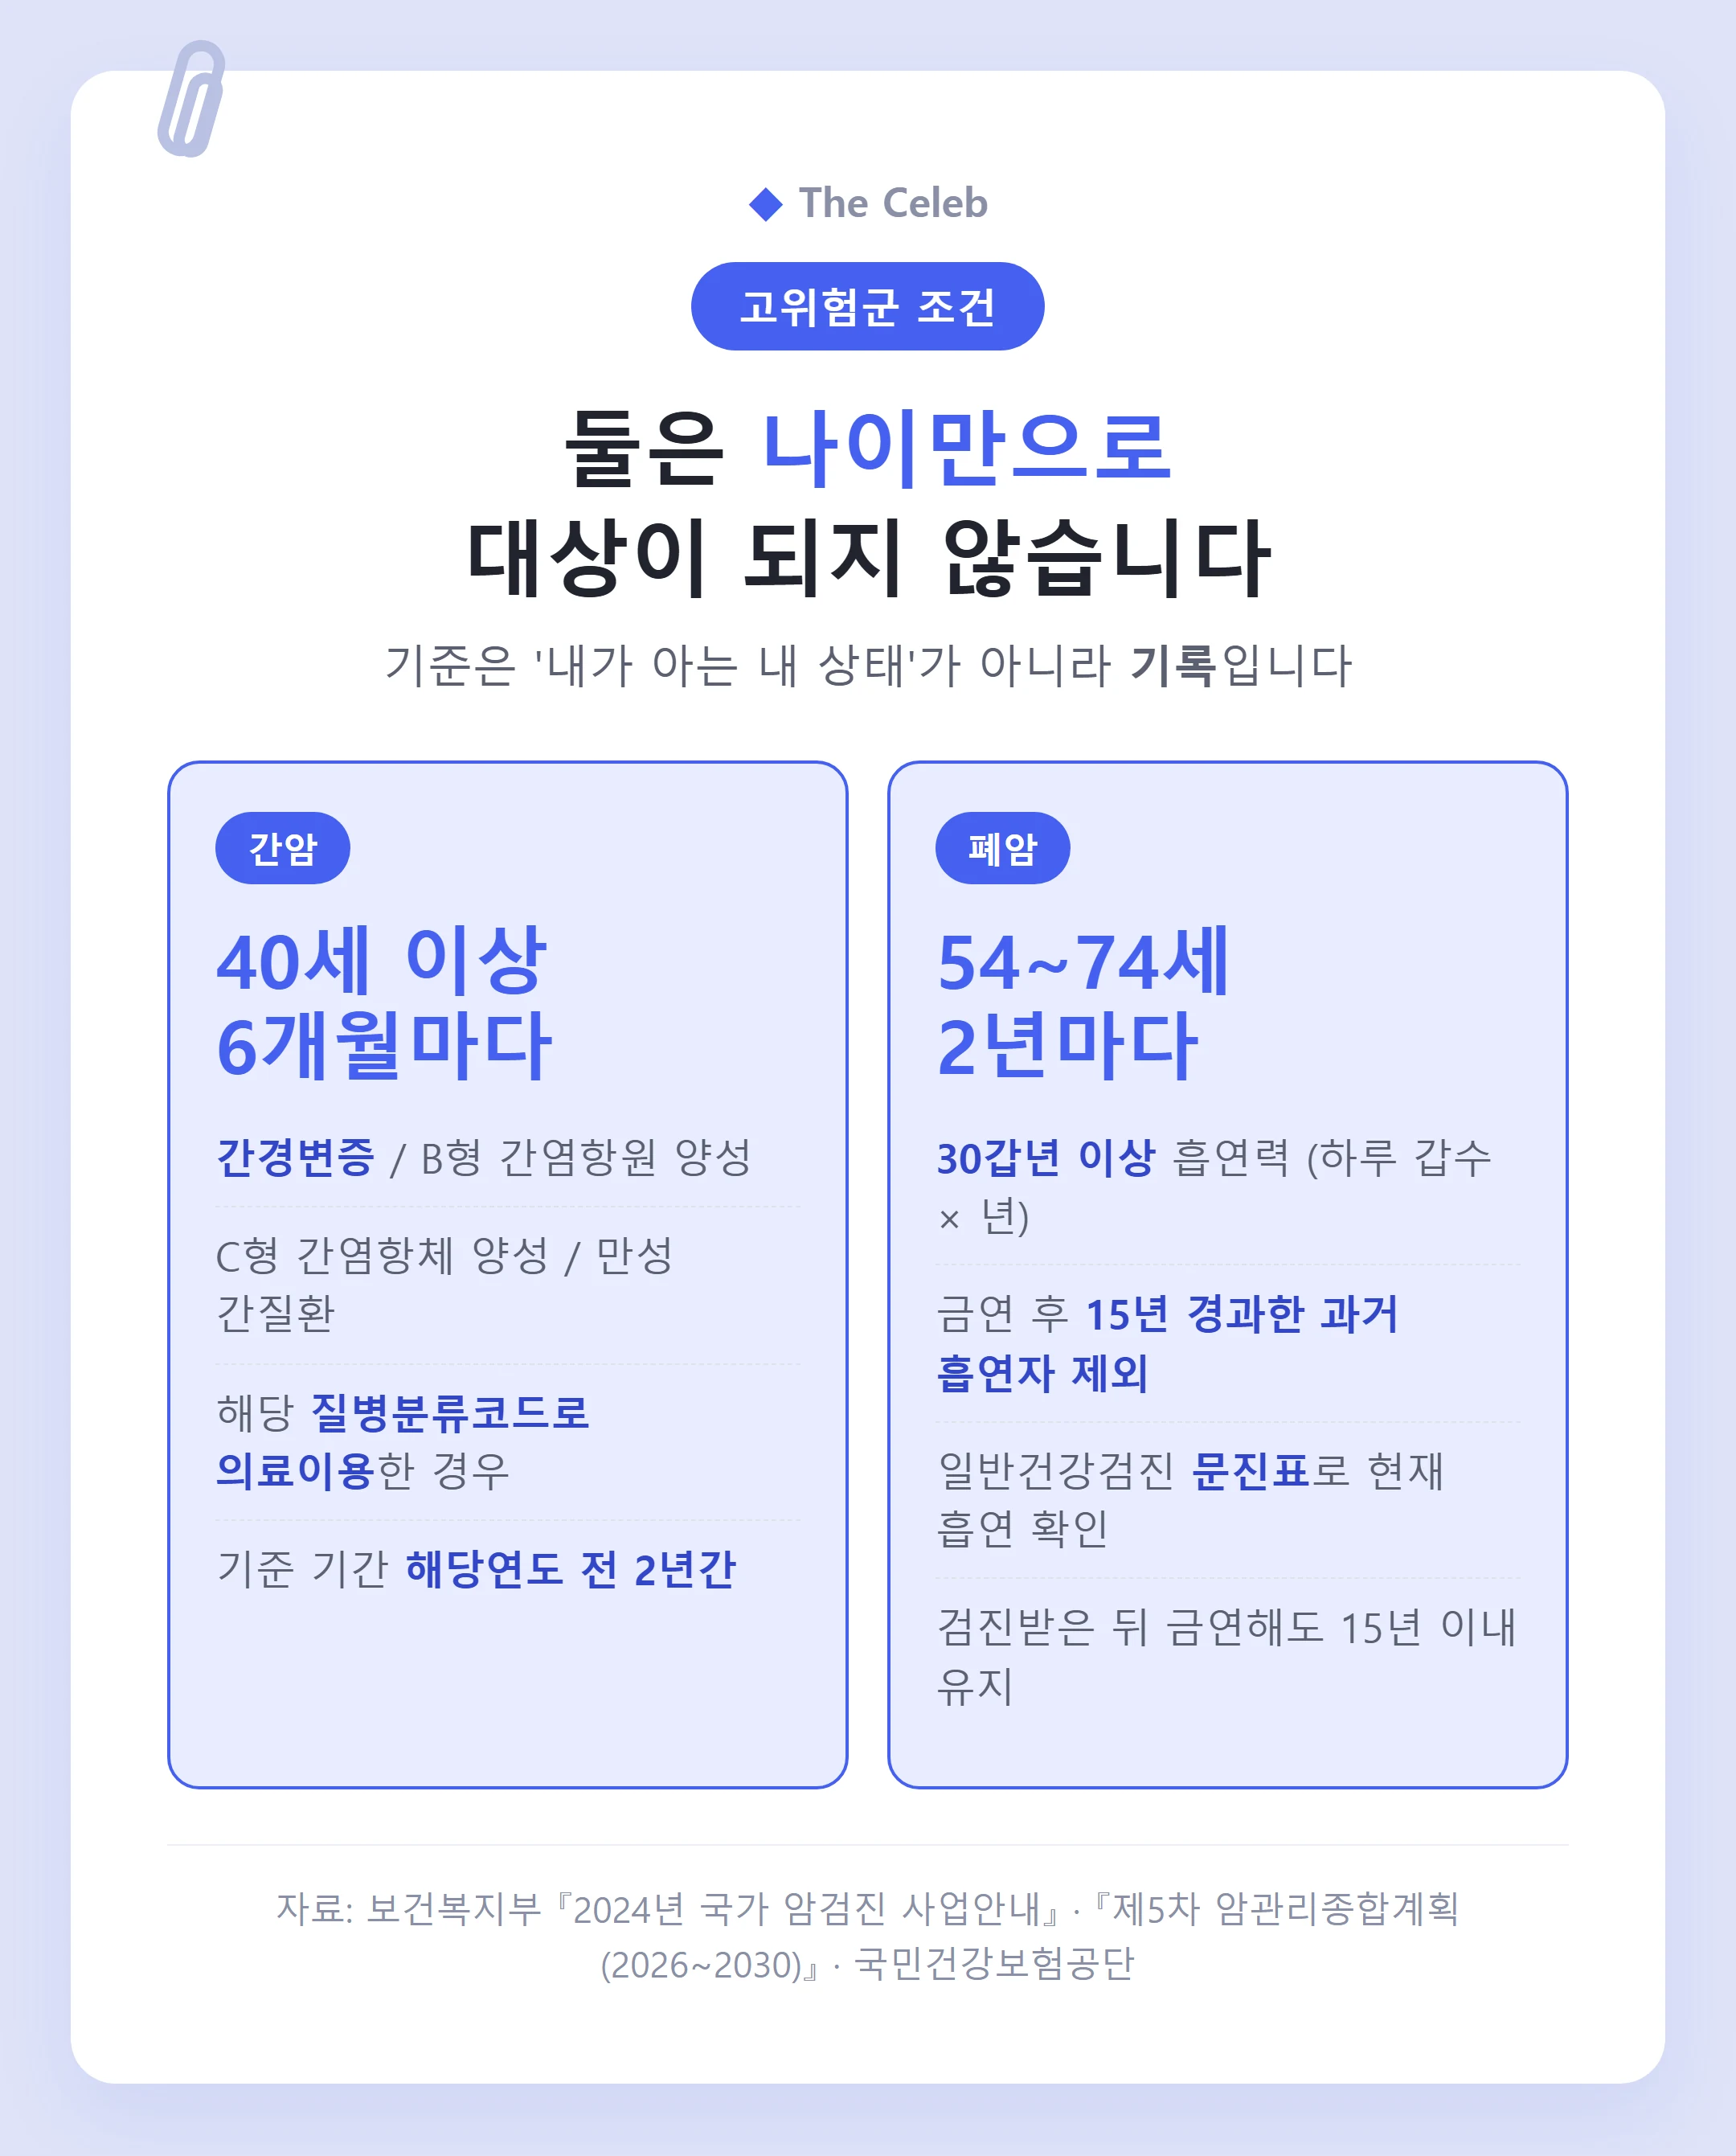 The Celeb
고위험군 조건
둘은 나이만으로
대상이 되지 않습니다
기준은 '내가 아는 내 상태'가 아니라 기록입니다
간암
40세 이상
6개월마다
간경변증 / B형 간염항원 양성
C형 간염항체 양성 / 만성
간질환
해당 질병분류코드로
의료이용한 경우
기준 기간 해당연도 전 2년간
폐암
54~74세
2년마다
30갑년 이상 흡연력 (하루 갑수
× 년)
금연 후 15년 경과한 과거
흡연자 제외
일반건강검진 문진표로 현재
흡연 확인
검진받은 뒤 금연해도 15년 이내
유지
자료: 보건복지부 『2024년 국가 암검진 사업안내』·『제5차 암관리종합계획
(2026~2030)』· 국민건강보험공단